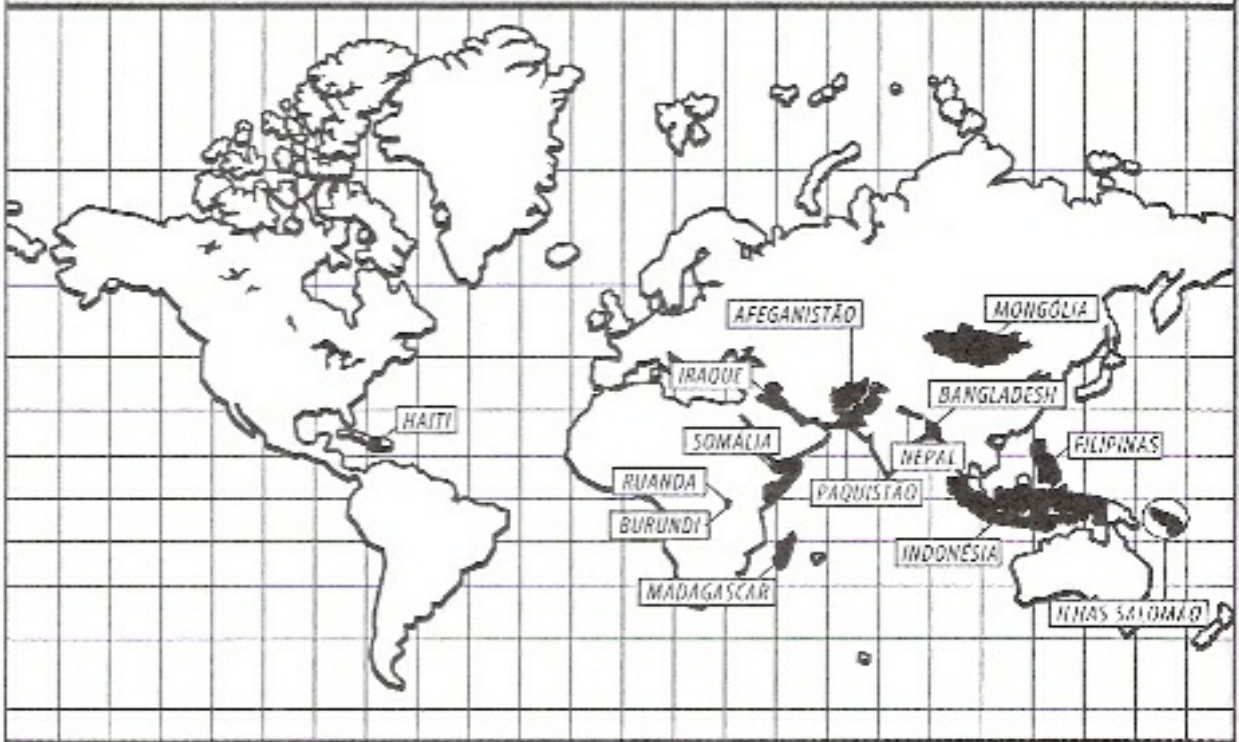 AFEGANISTÃO
MONGÓLIA
IRAQUE
BANGLADESH
HAITI
SOMÁLIA
FILIPINAS
NEPAL
RUANDA
PAQUISTÃO
BURUNDI
INDONÉSIA
MADAGASCAR
ILHAS SALOMÃO